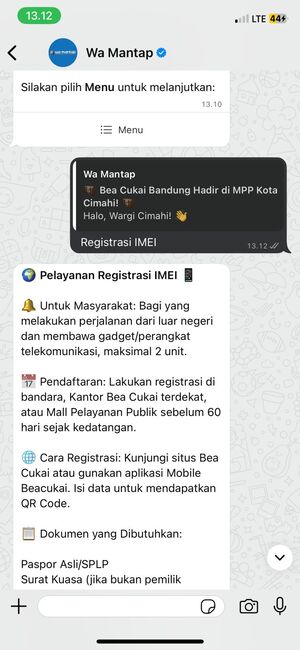 13.12
LTE 44
Wa Mantap
Silakan pilih Menu untuk melanjutkan:
13.10
Menu
Wa Mantap
Bea Cukai Bandung Hadir di MPP Kota
Cimahi!
Halo, Wargi Cimahi! 👋
Registrasi IMEI
13.12
🌍 Pelayanan Registrasi IMEI 📱
🔔 Untuk Masyarakat: Bagi yang
melakukan perjalanan dari luar negeri
dan membawa gadget/perangkat
telekomunikasi, maksimal 2 unit.
📅 Pendaftaran: Lakukan registrasi di
bandara, Kantor Bea Cukai terdekat,
atau Mall Pelayanan Publik sebelum 60
hari sejak kedatangan.
🌐 Cara Registrasi: Kunjungi situs Bea
Cukai atau gunakan aplikasi Mobile
Beacukai. Isi data untuk mendapatkan
QR Code.
📋 Dokumen yang Dibutuhkan:
Paspor Asli/SPLP
Surat Kuasa (jika bukan pemilik